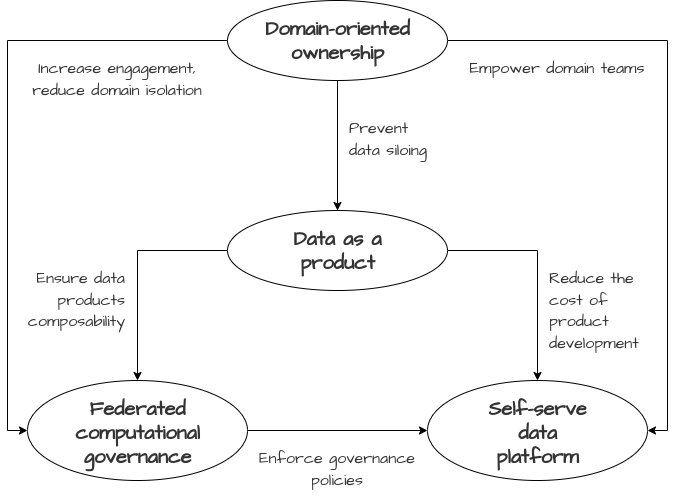 Domain-oriented
ownership
Increase engagement,
reduce domain isolation
Empower domain teams
Prevent
data siloing
Data as a
product
Ensure data
products
composability
Reduce the
cost of
product
development
Federated
computational
governance
Self-serve
data
platform
Enforce governance
policies